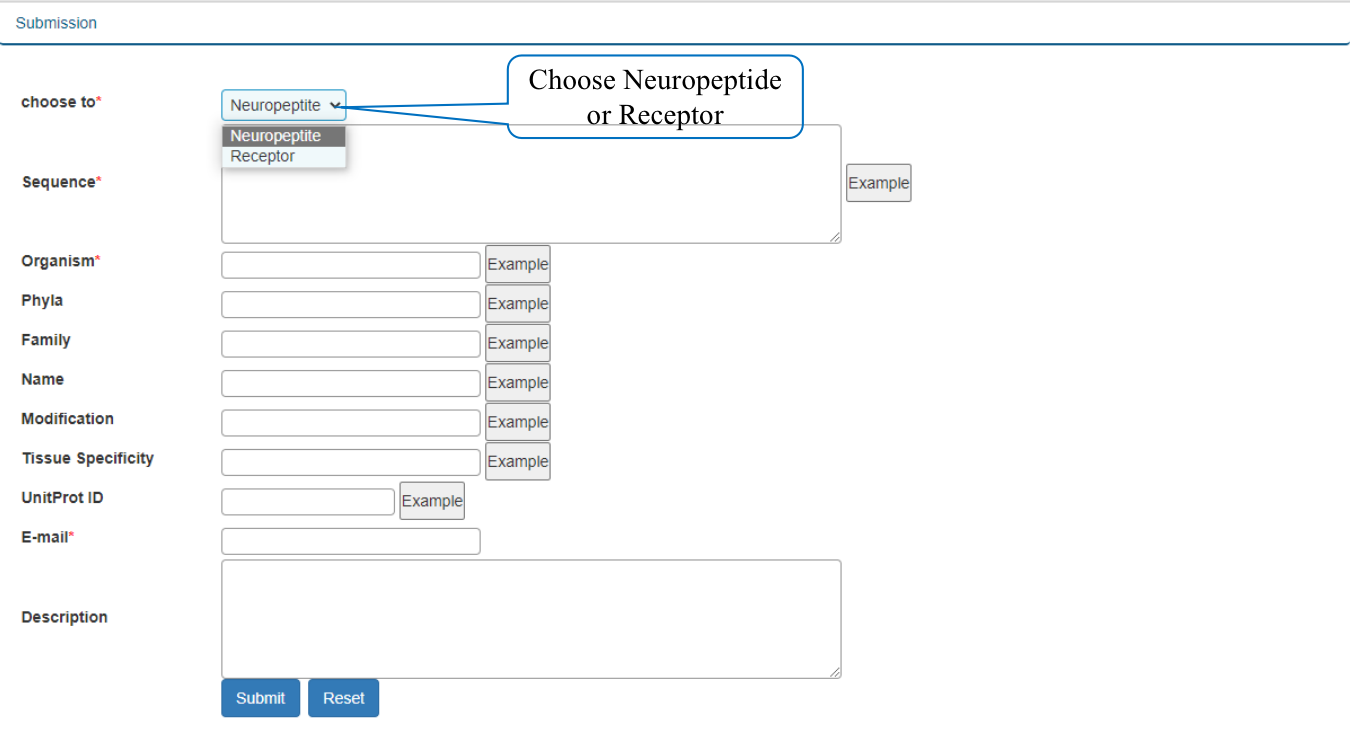 Submission
Choose Neuropeptide
or Receptor
choose to*
Neuropeptite
Neuropeptite
Receptor
Sequence*
Example
Organism*
Example
Phyla
Example
Family
Example
Name
Example
Modification
Example
Tissue Specificity
Example
UnitProt ID
Example
E-mail*
Description
Submit
Reset